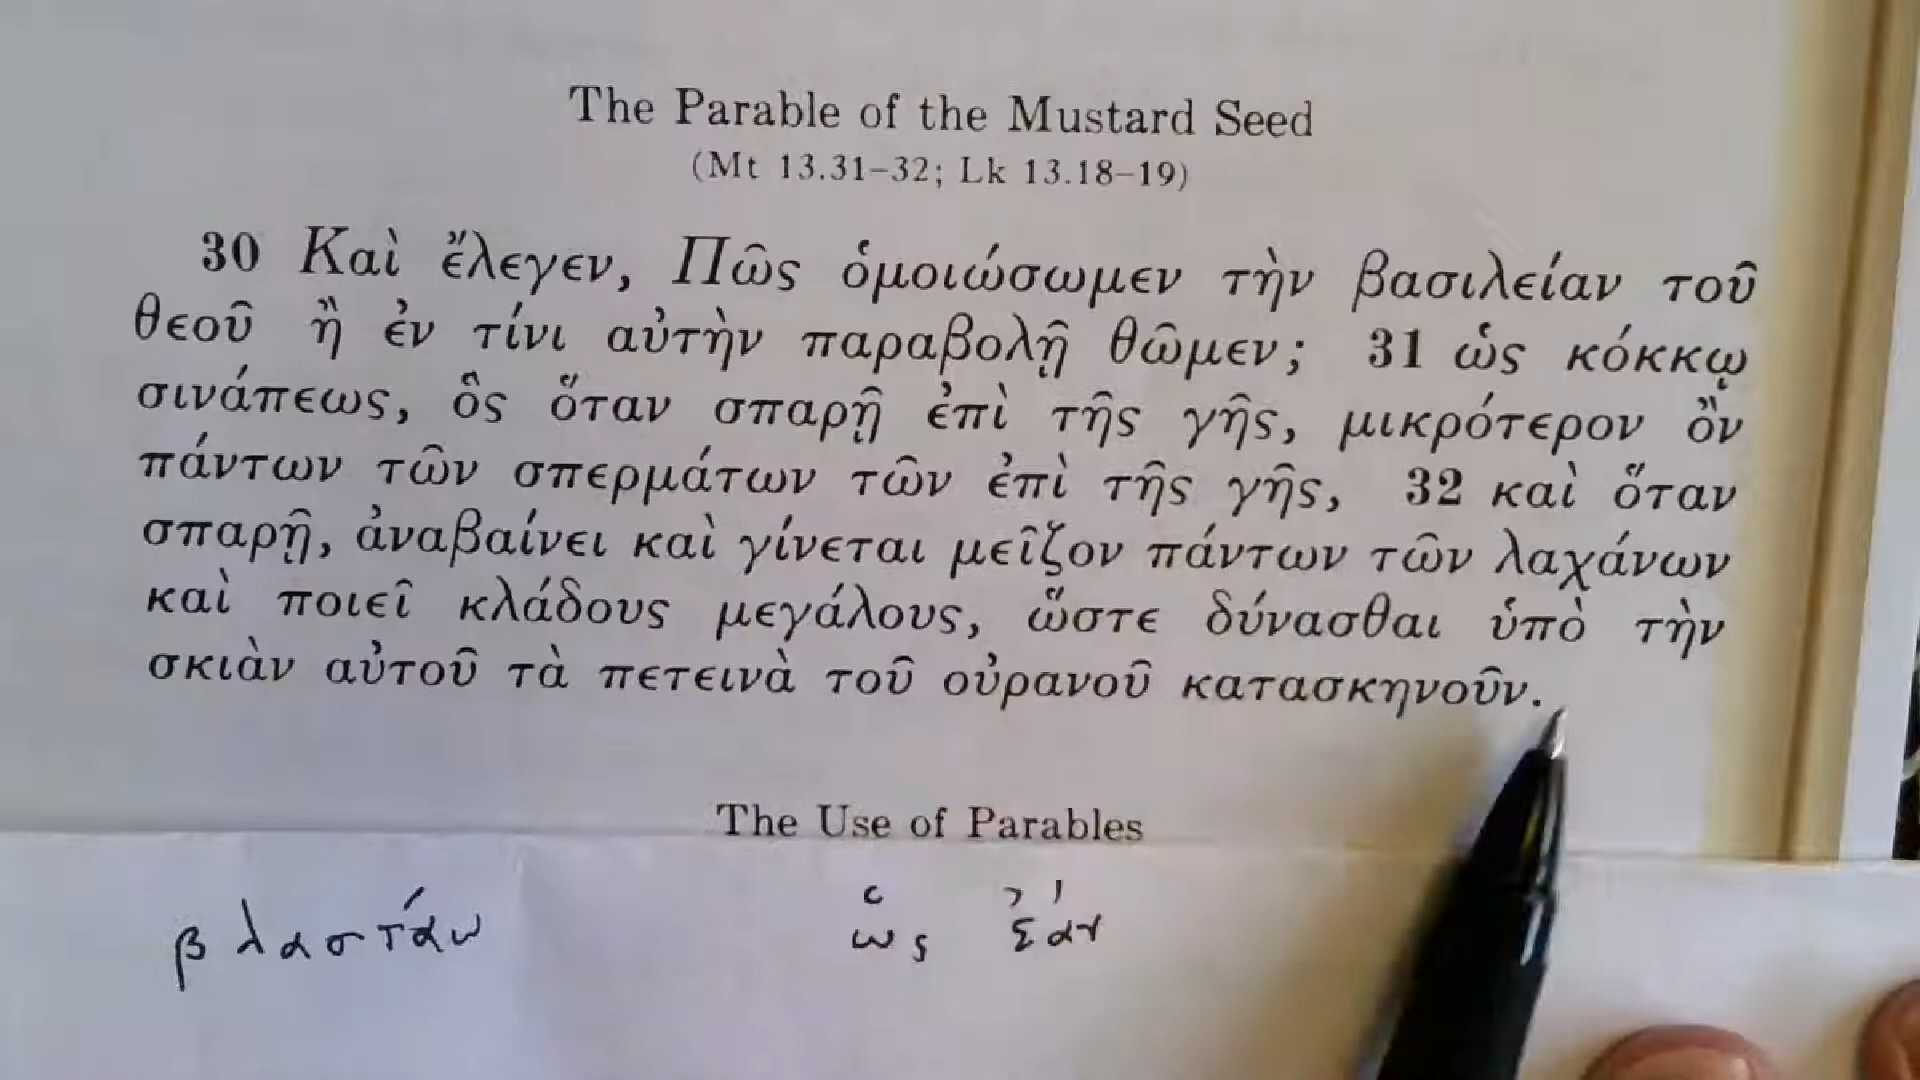 The Parable of the Mustard Seed
(Mt 13.31–32; Lk 13.18–19)
30 Καὶ ἔλεγεν, Πῶς ὁμοιώσωμεν τὴν βασιλείαν τοῦ
θεοῦ ἢ ἐν τίνι αὐτὴν παραβολῇ θῶμεν; 31 ὡς κόκκῳ
σινάπεως, ὃς ὅταν σπαρῇ ἐπὶ τῆς γῆς, μικρότερον ὂν
πάντων τῶν σπερμάτων τῶν ἐπὶ τῆς γῆς, 32 καὶ ὅταν
σπαρῇ, ἀναβαίνει καὶ γίνεται μεῖζον πάντων τῶν λαχάνων
καὶ ποιεῖ κλάδους μεγάλους, ὥστε δύνασθαι ὑπὸ τὴν
σκιὰν αὐτοῦ τὰ πετεινὰ τοῦ οὐρανοῦ κατασκηνοῦν.
The Use of Parables
βλαστάω ὡς ἐάν